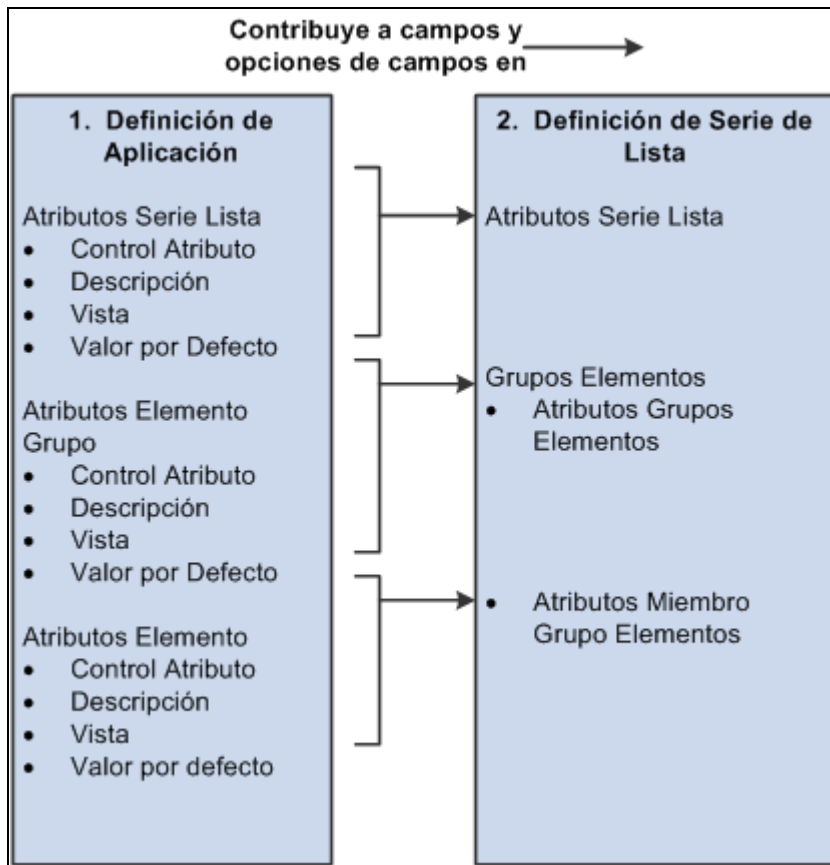 Contribuye a campos y
opciones de campos en
1. Definición de
Aplicación
Atributos Serie Lista
• Control Atributo
• Descripción
• Vista
• Valor por Defecto
Atributos Elemento
Grupo
• Control Atributo
• Descripción
• Vista
• Valor por Defecto
Atributos Elemento
• Control Atributo
• Descripción
• Vista
• Valor por defecto
2. Definición de Serie de
Lista
Atributos Serie Lista
Grupos Elementos
• Atributos Grupos
Elementos
• Atributos Miembro
Grupo Elementos